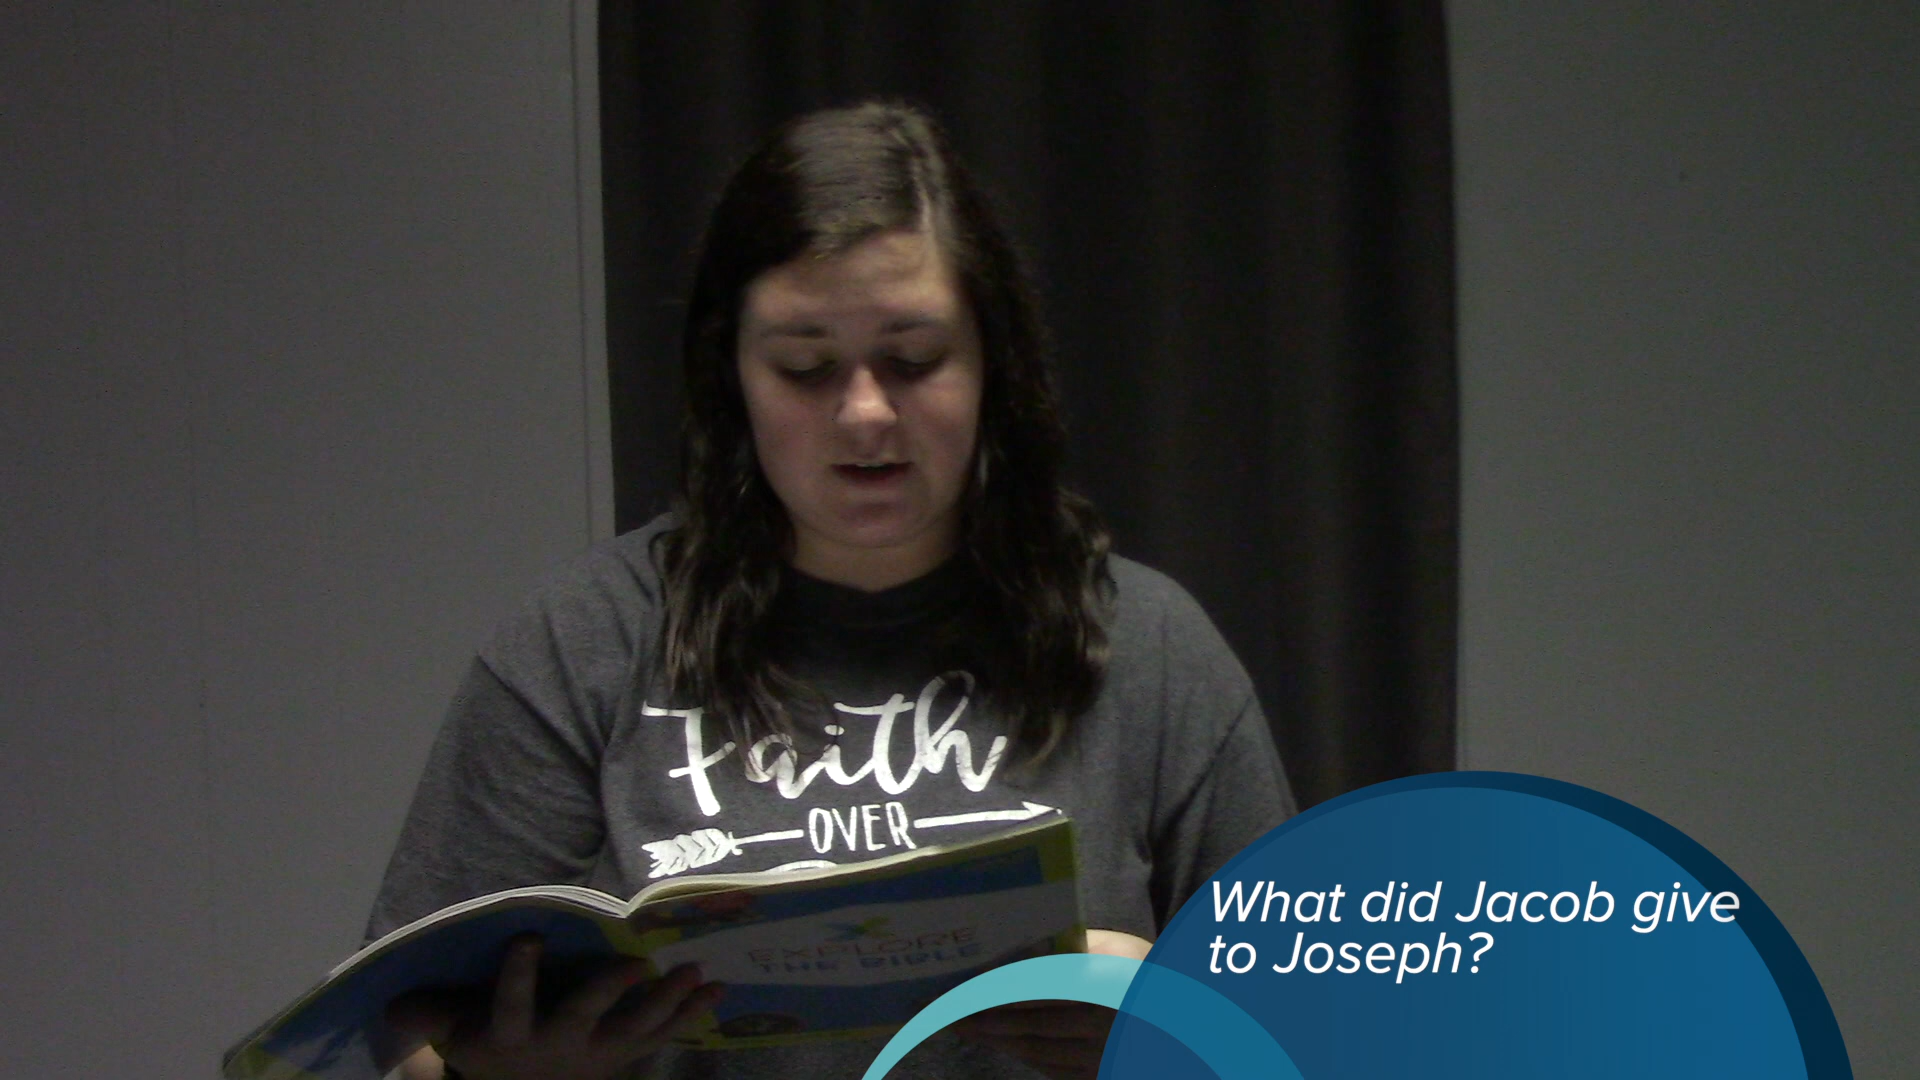 Faith
OVER
EXPLORE
THE BIBLE
What did Jacob give
to Joseph?